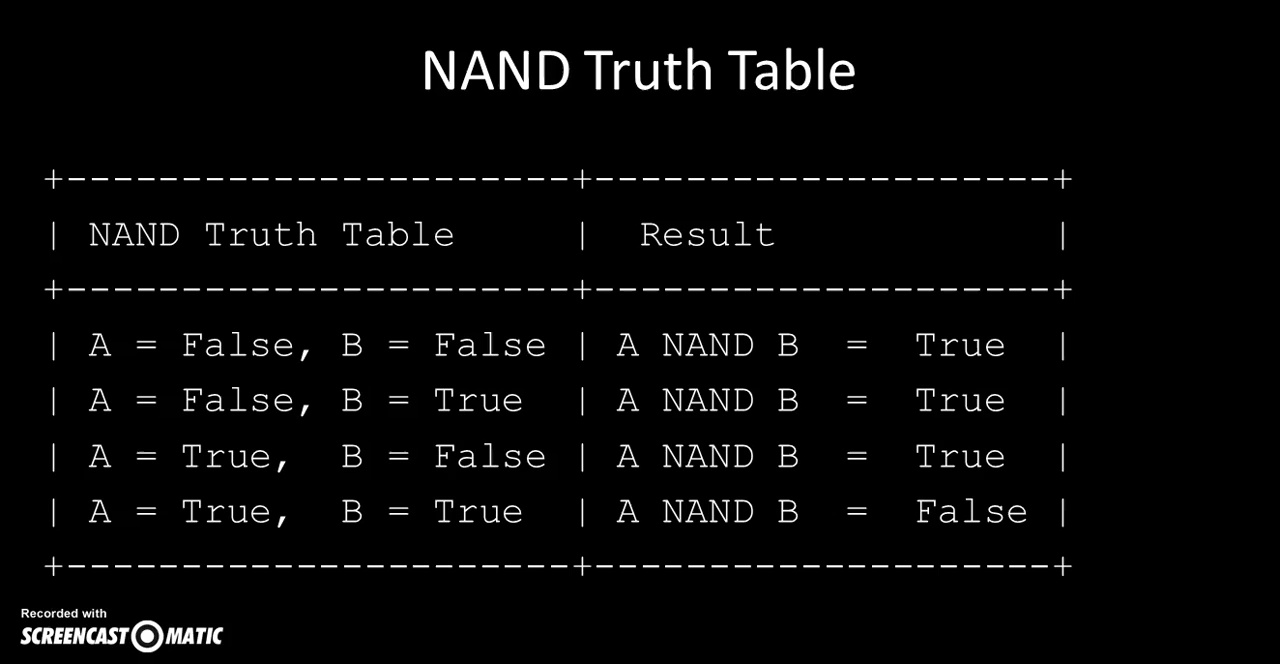 NAND Truth Table
+----------------------+--------------------+
| NAND Truth Table     |  Result            |
+----------------------+--------------------+
| A = False, B = False | A NAND B  =  True  |
| A = False, B = True  | A NAND B  =  True  |
| A = True,  B = False | A NAND B  =  True  |
| A = True,  B = True  | A NAND B  =  False |
+----------------------+--------------------+
Recorded with
SCREENCAST O MATIC